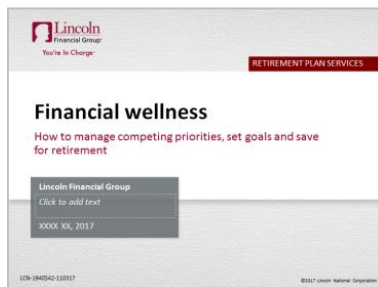 Lincoln
Financial Group®
You're In Charge®
RETIREMENT PLAN SERVICES
Financial wellness
How to manage competing priorities, set goals and save
for retirement
Lincoln Financial Group
Click to add text
XXXX XX, 2017
LCN-1940542-110317
©2017 Lincoln National Corporation